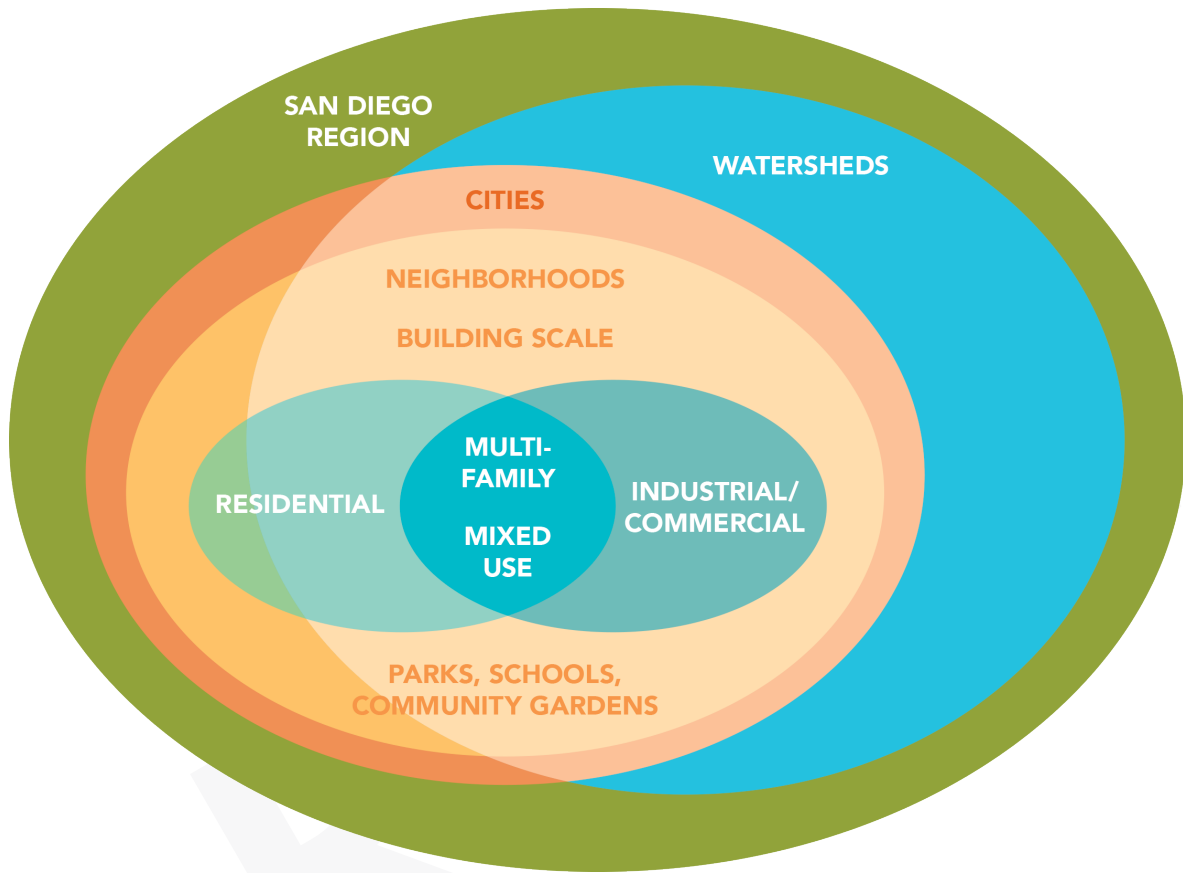 SAN DIEGO
REGION
WATERSHEDS
CITIES
NEIGHBORHOODS
BUILDING SCALE
RESIDENTIAL
MULTI-
FAMILY
MIXED
USE
INDUSTRIAL/
COMMERCIAL
PARKS, SCHOOLS,
COMMUNITY GARDENS